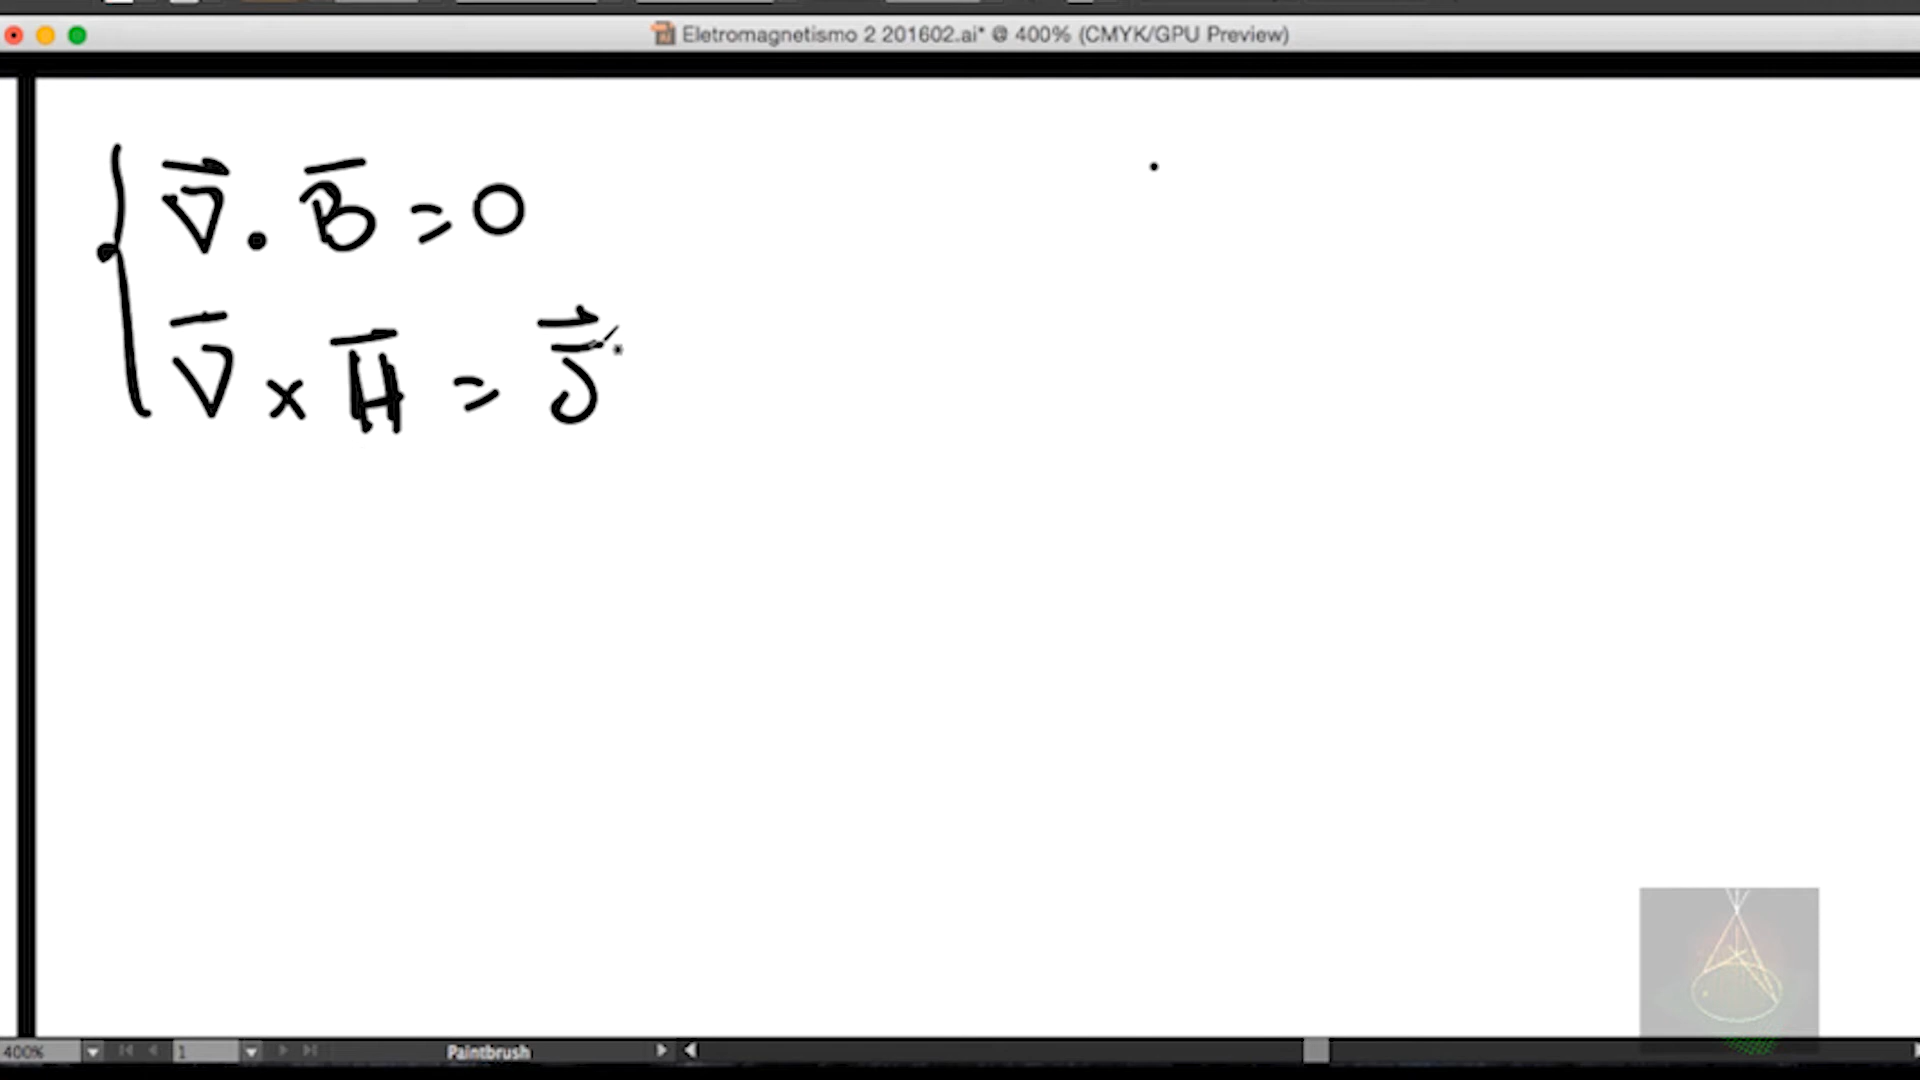 Eletromagnetismo 2 201602.ai* @ 400% (CMYK/GPU Preview)
∇⃗ . B̅ = 0
∇̅ × H̅ = J⃗
400%
1
Paintbrush